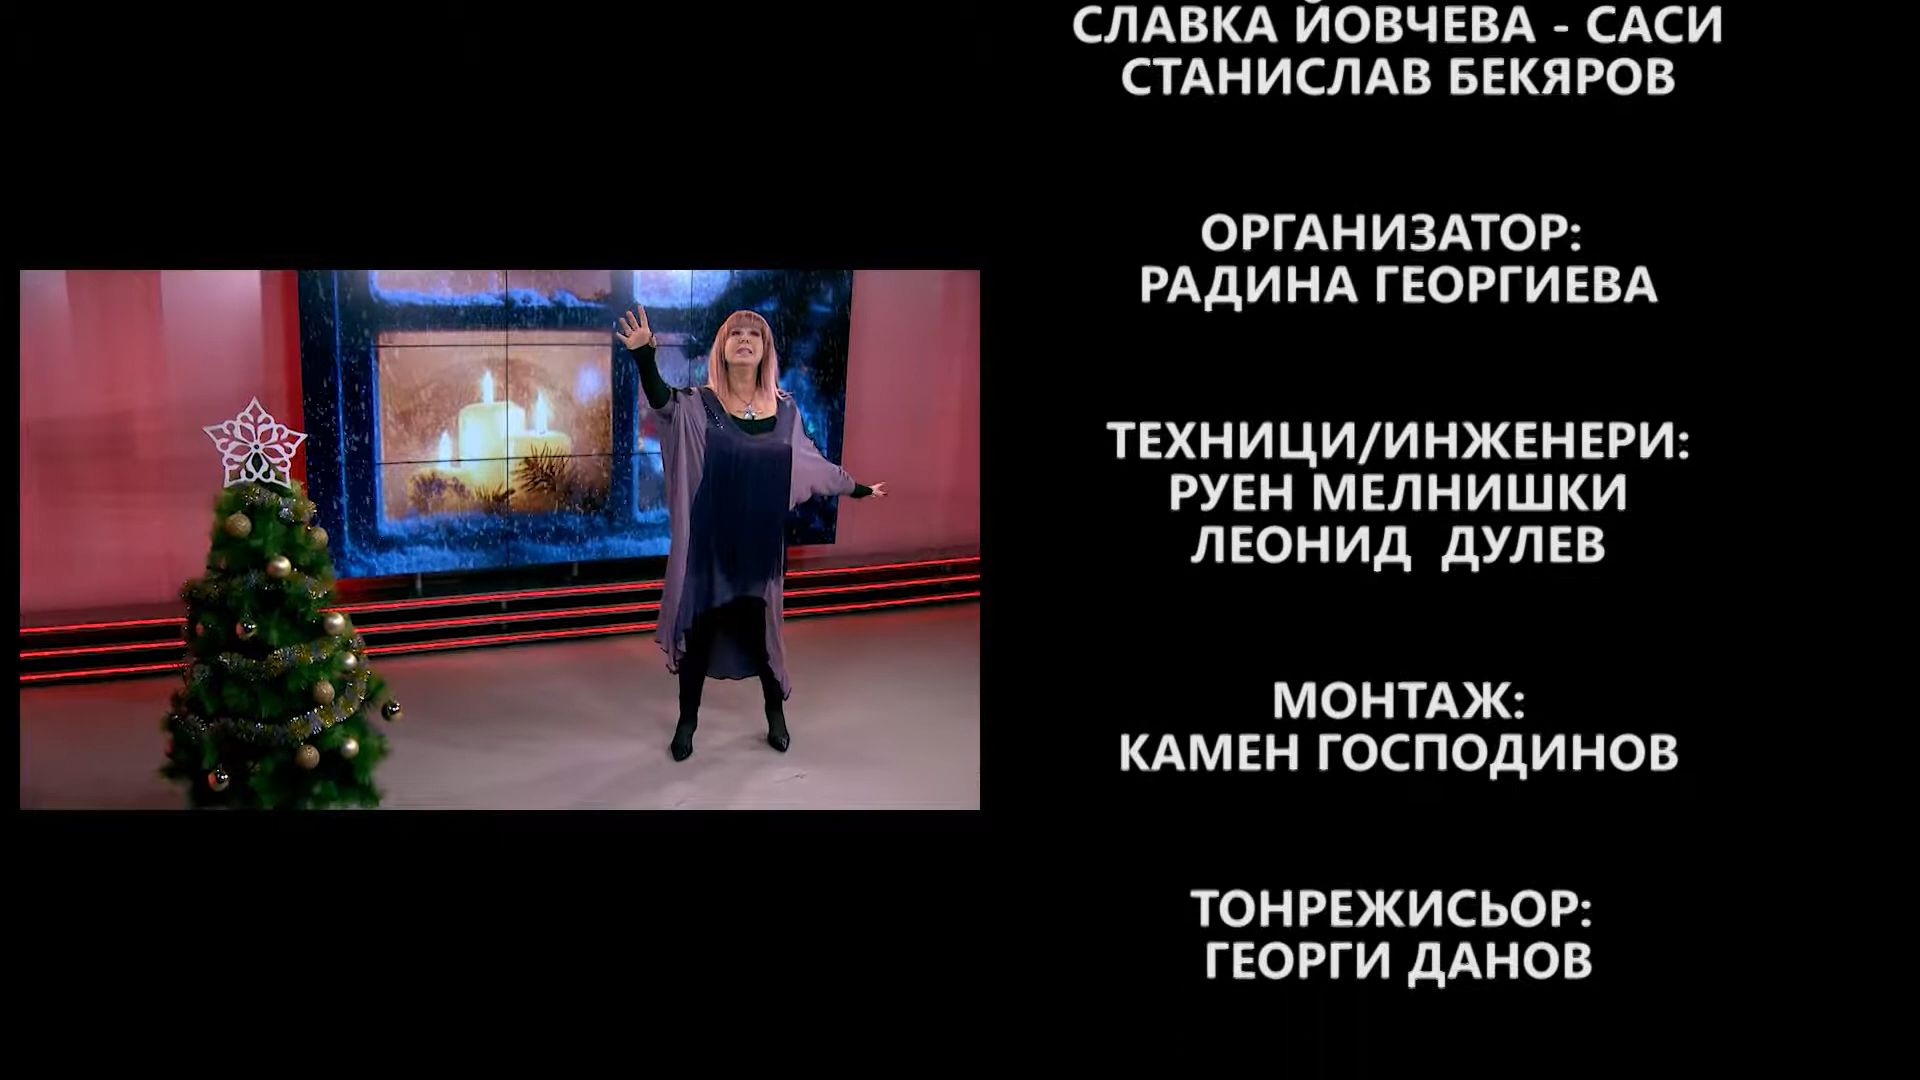 СЛАВКА ЙОВЧЕВА - САСИ
СТАНИСЛАВ БЕКЯРОВ
ОРГАНИЗАТОР:
РАДИНА ГЕОРГИЕВА
ТЕХНИЦИ/ИНЖЕНЕРИ:
РУЕН МЕЛНИШКИ
ЛЕОНИД ДУЛЕВ
МОНТАЖ:
КАМЕН ГОСПОДИНОВ
ТОНРЕЖИСЬОР:
ГЕОРГИ ДАНОВ